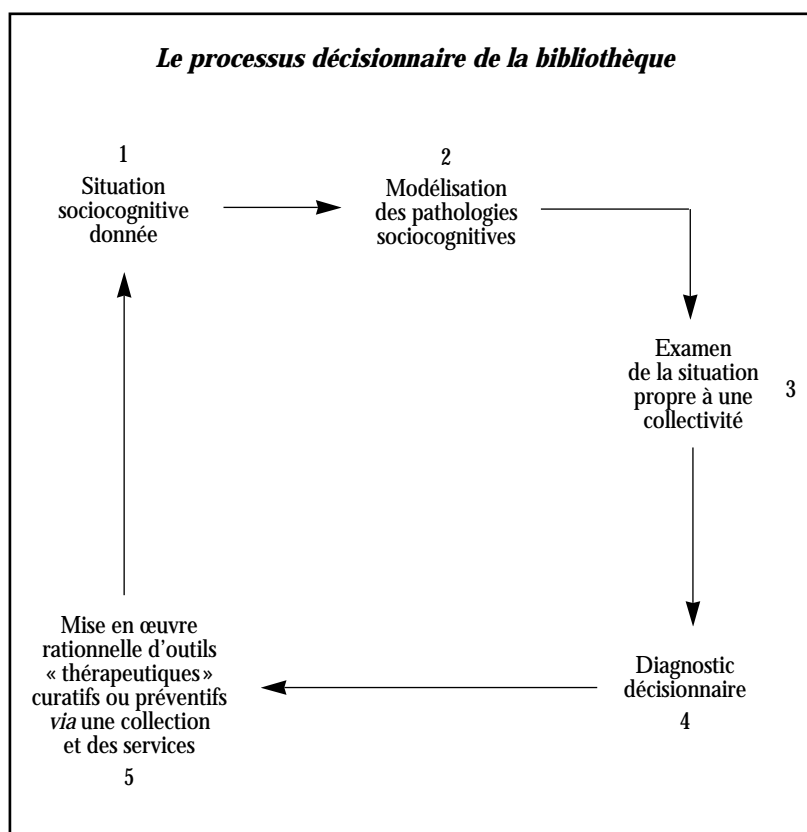 Le processus décisionnaire de la bibliothèque
1
Situation
sociocognitive
donnée
2
Modélisation
des pathologies
sociocognitives
Examen
de la situation
propre à une
collectivité
3
Diagnostic
décisionnaire
4
Mise en œuvre
rationnelle d'outils
« thérapeutiques»
curatifs ou préventifs
via une collection
et des services
5